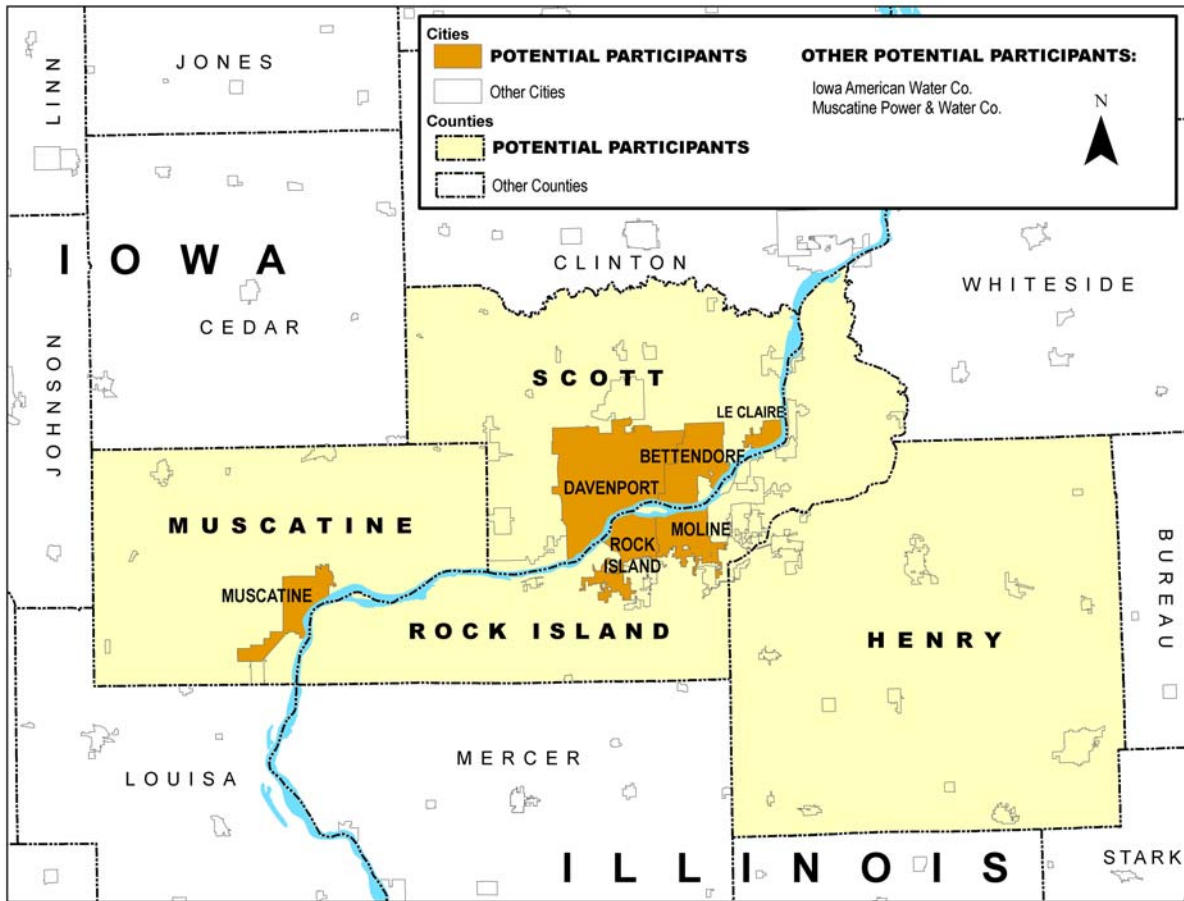 Cities
POTENTIAL PARTICIPANTS
Other Cities
Counties
POTENTIAL PARTICIPANTS
Other Counties
OTHER POTENTIAL PARTICIPANTS:
Iowa American Water Co.
Muscatine Power & Water Co.
N
LINN
JONES
IOWA
CLINTON
WHITESIDE
CEDAR
JOHNSON
SCOTT
LE CLAIRE
BETTENDORF
DAVENPORT
MUSCATINE
MOLINE
ROCK
ISLAND
BUREAU
MUSCATINE
ROCK ISLAND
HENRY
MERCER
LOUISA
ILLINOIS
STARK